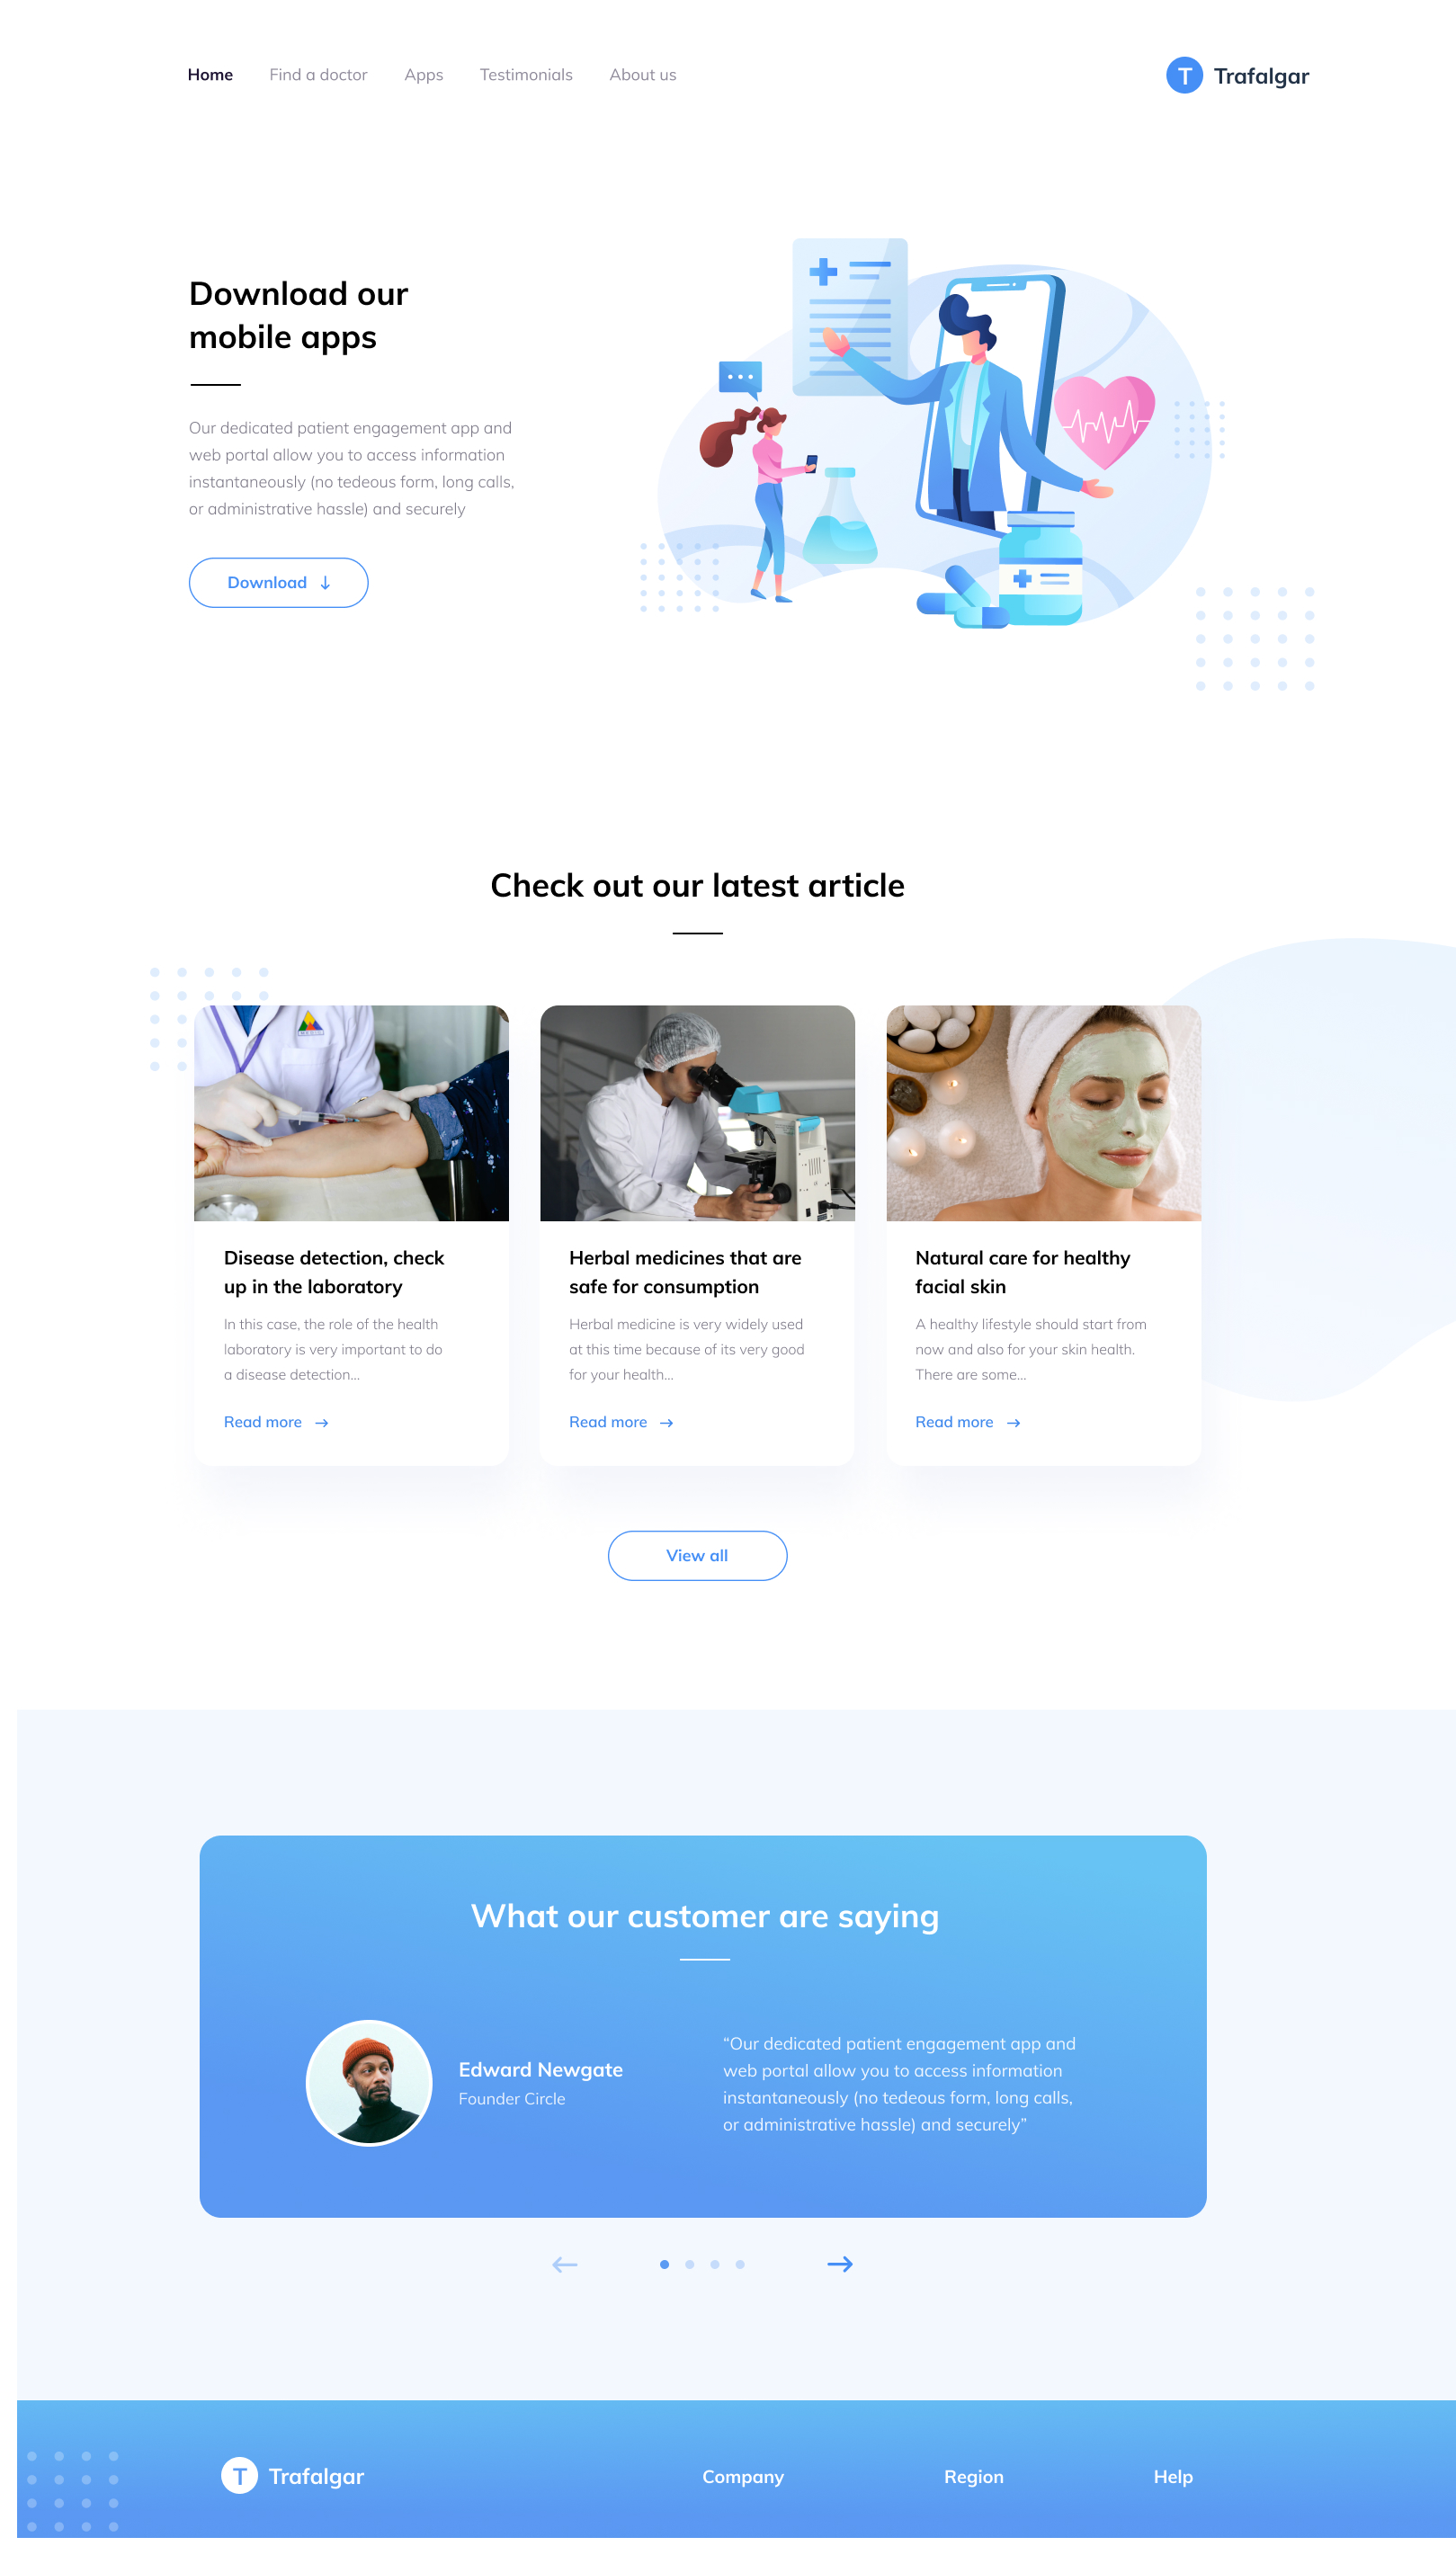 Home Find a doctor Apps Testimonials About us
T Trafalgar
Download our
mobile apps
Our dedicated patient engagement app and
web portal allow you to access information
instantaneously (no tedeous form, long calls,
or administrative hassle) and securely
Download ↓
Check out our latest article
Disease detection, check
up in the laboratory
In this case, the role of the health
laboratory is very important to do
a disease detection...
Read more →
Herbal medicines that are
safe for consumption
Herbal medicine is very widely used
at this time because of its very good
for your health...
Read more →
Natural care for healthy
facial skin
A healthy lifestyle should start from
now and also for your skin health.
There are some...
Read more →
View all
What our customer are saying
Edward Newgate
Founder Circle
“Our dedicated patient engagement app and
web portal allow you to access information
instantaneously (no tedeous form, long calls,
or administrative hassle) and securely”
T Trafalgar
Company Region Help